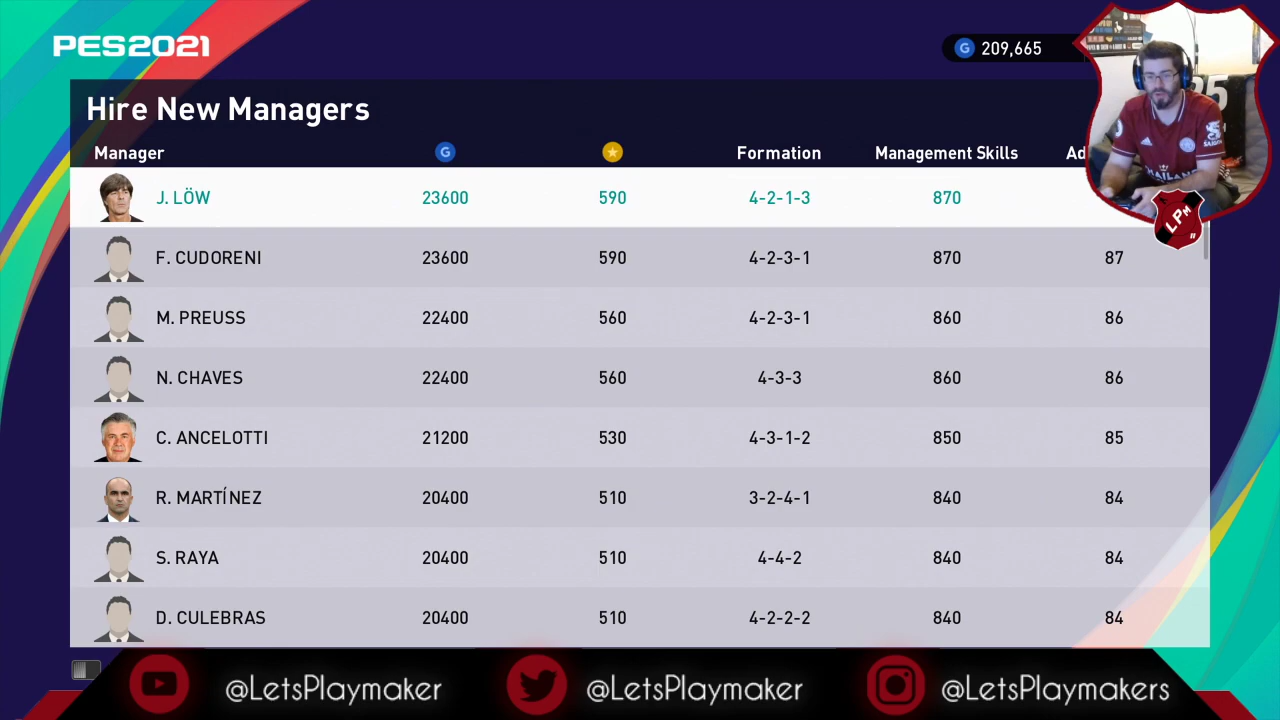 PES2021
209,665
Hire New Managers
Manager Formation Management Skills Ad
J. LÖW 23600 590 4-2-1-3 870
F. CUDORENI 23600 590 4-2-3-1 870 87
M. PREUSS 22400 560 4-2-3-1 860 86
N. CHAVES 22400 560 4-3-3 860 86
C. ANCELOTTI 21200 530 4-3-1-2 850 85
R. MARTÍNEZ 20400 510 3-2-4-1 840 84
S. RAYA 20400 510 4-4-2 840 84
D. CULEBRAS 20400 510 4-2-2-2 840 84
LPM
@LetsPlaymaker @LetsPlaymaker @LetsPlaymakers